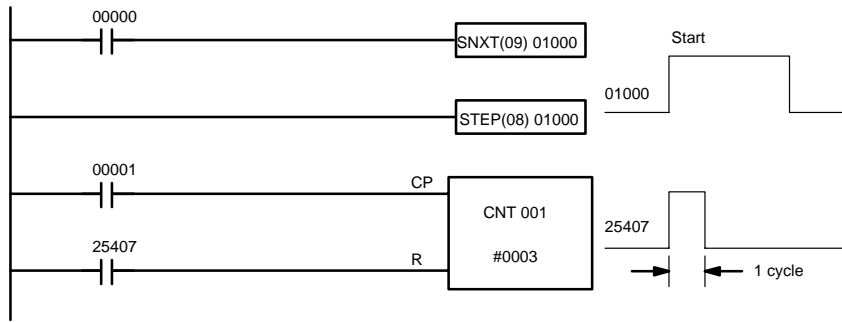 00000
SNXT(09) 01000
Start
01000
STEP(08) 01000
00001
CP
CNT 001
#0003
25407
25407
R
1 cycle